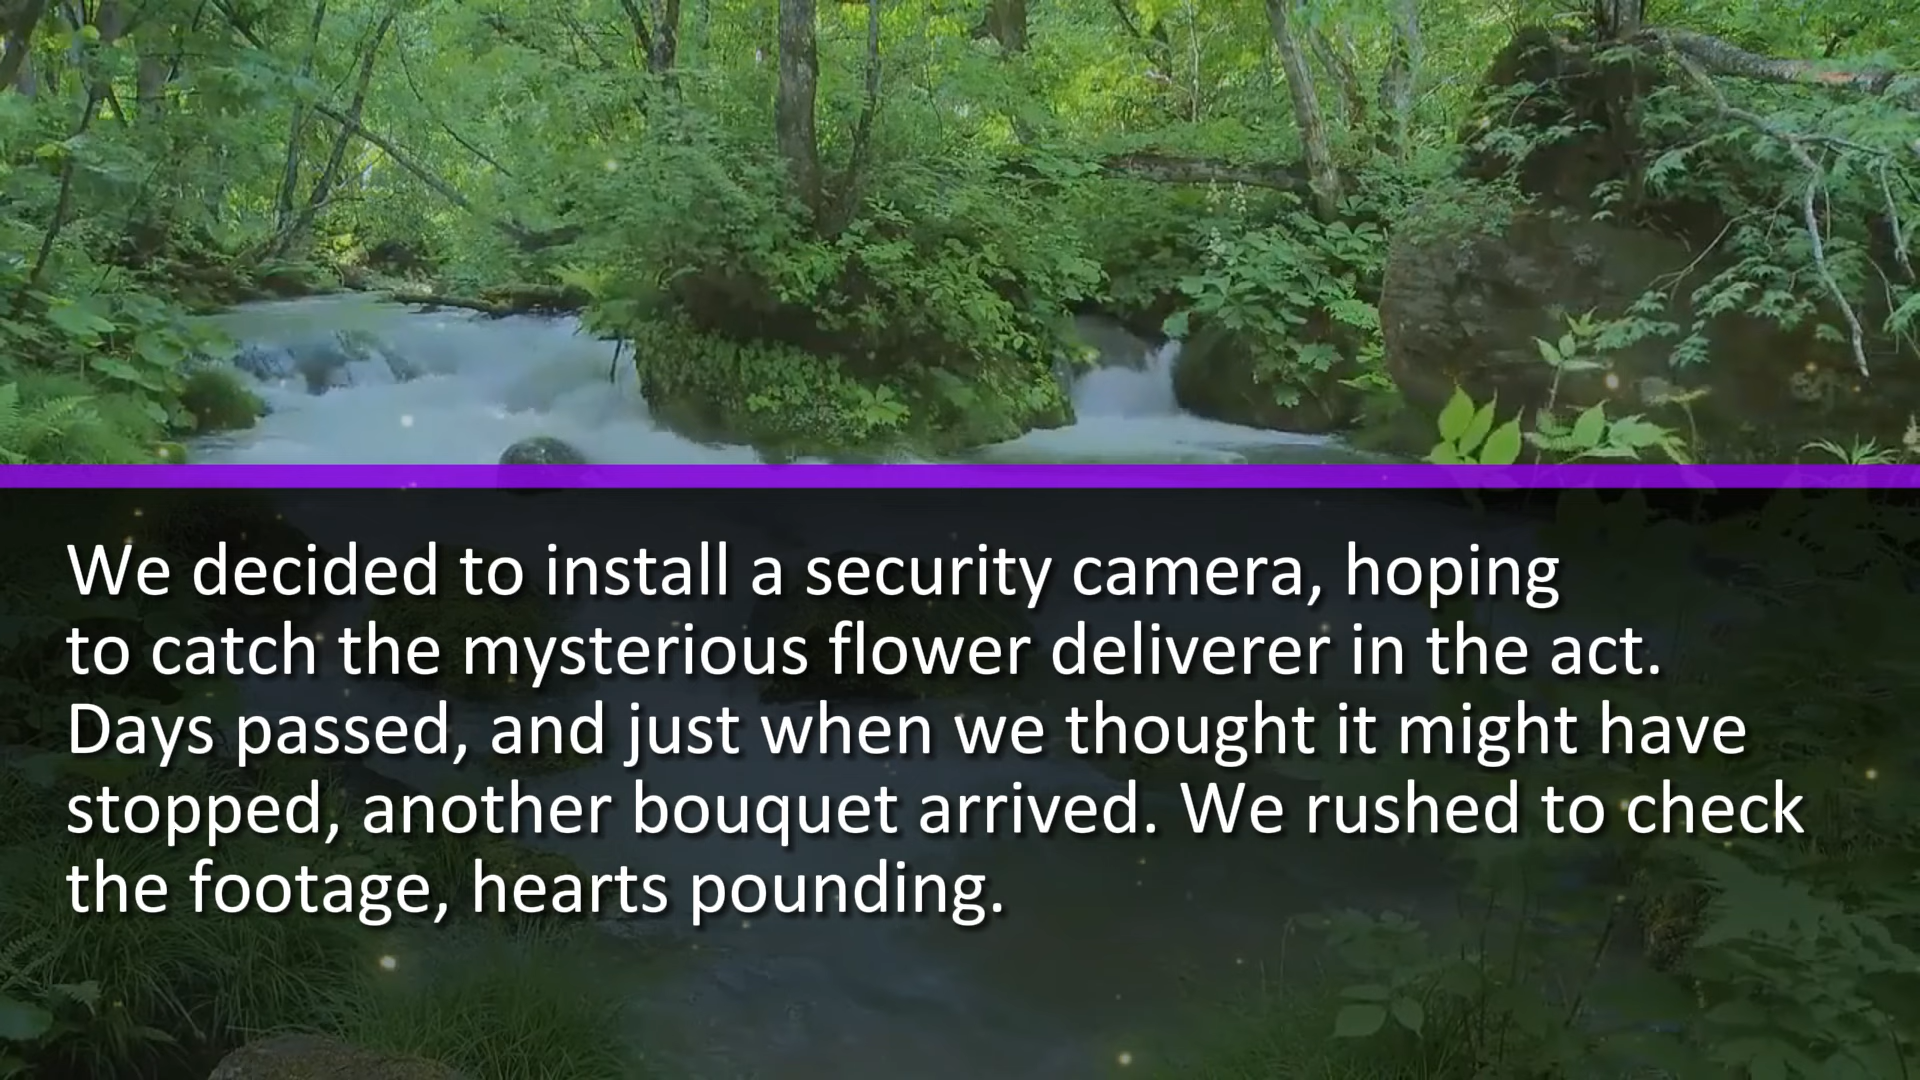 We decided to install a security camera, hoping
to catch the mysterious flower deliverer in the act.
Days passed, and just when we thought it might have
stopped, another bouquet arrived. We rushed to check
the footage, hearts pounding.